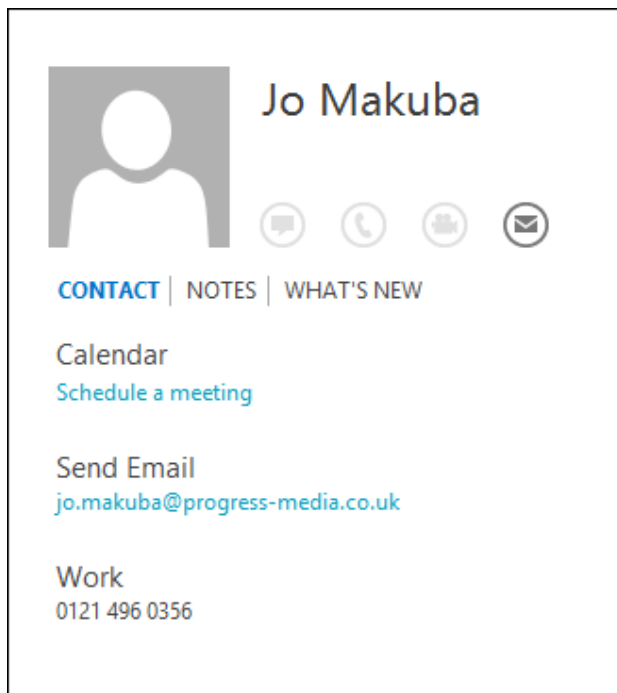 Jo Makuba
CONTACT | NOTES | WHAT'S NEW
Calendar
Schedule a meeting
Send Email
jo.makuba@progress-media.co.uk
Work
0121 496 0356